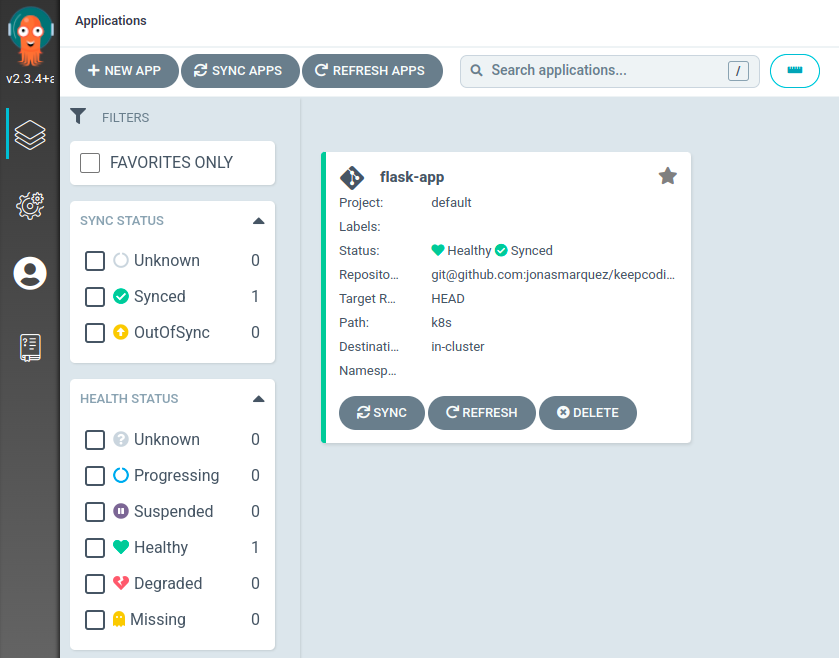 Applications
v2.3.4+a
NEW APP SYNC APPS REFRESH APPS Search applications... /
FILTERS
FAVORITES ONLY
SYNC STATUS
Unknown 0
Synced 1
OutOfSync 0
HEALTH STATUS
Unknown 0
Progressing 0
Suspended 0
Healthy 1
Degraded 0
Missing 0
flask-app
Project: default
Labels:
Status: Healthy Synced
Reposito... git@github.com:jonasmarquez/keepcodi...
Target R... HEAD
Path: k8s
Destinati... in-cluster
Namesp...
SYNC REFRESH DELETE